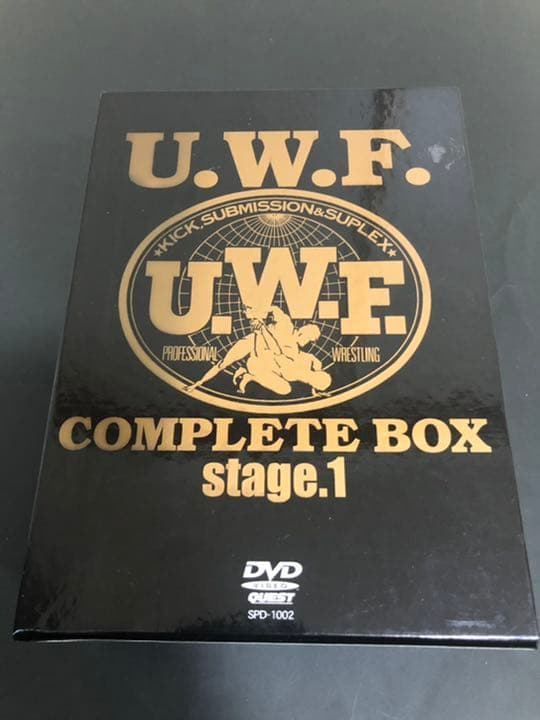 U.W.F.
★KICK, SUBMISSION & SUPLEX★
U.W.F.
PROFESSIONAL WRESTLING
COMPLETE BOX
stage.1
DVD
VIDEO
QUEST
SPD-1002